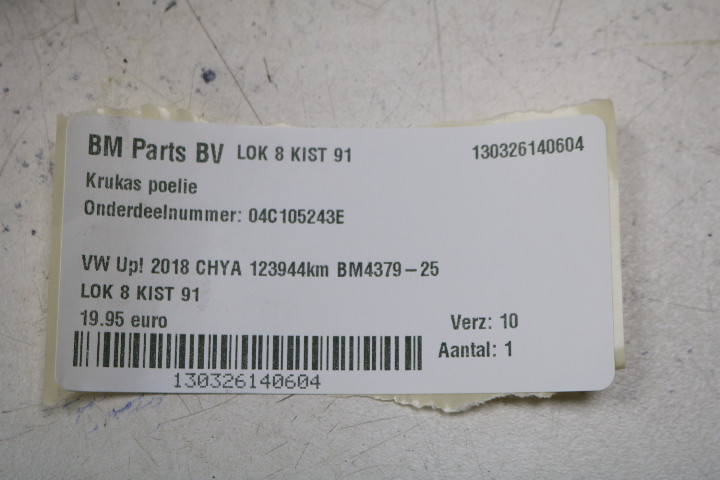 BM Parts BV LOK 8 KIST 91 130326140604
Krukas poelie
Onderdeelnummer: 04C105243E
VW Up! 2018 CHYA 123944km BM4379-25
LOK 8 KIST 91
19.95 euro Verz: 10
Aantal: 1
130326140604